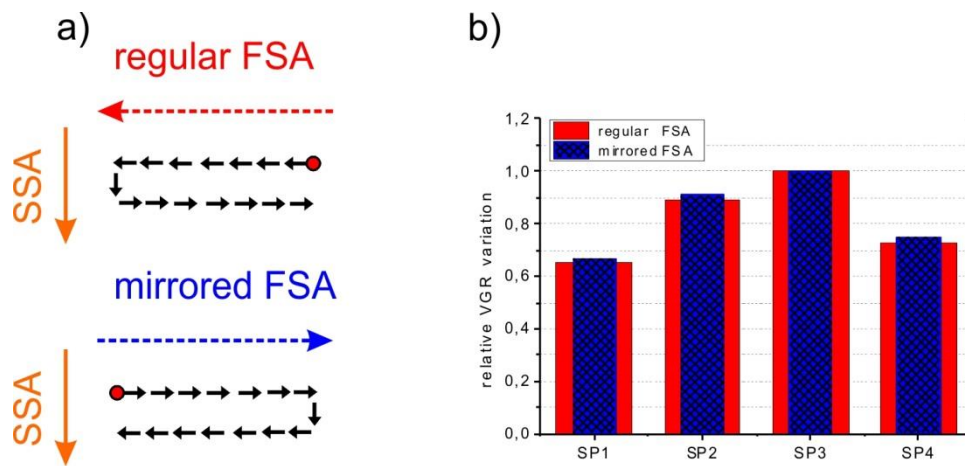 a)
regular FSA
SSA
mirrored FSA
SSA
b)
relative VGR variation
1,2
1,0
0,8
0,6
0,4
0,2
0,0
regular FSA
mirrored FSA
SP1
SP2
SP3
SP4